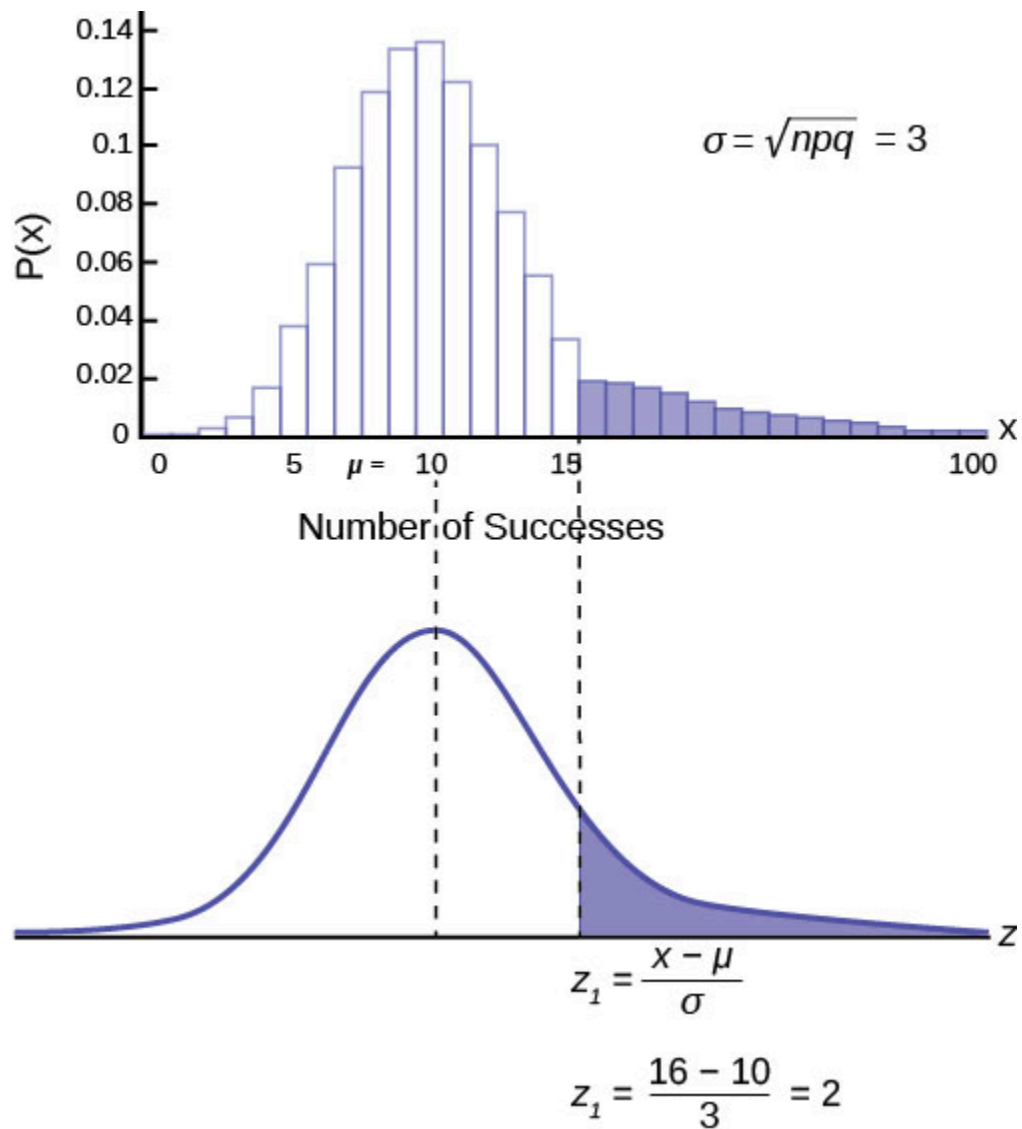 0.14
0.12
0.1
0.08
0.06
0.04
0.02
0
P(x)
σ = √npq = 3
x
0 5 μ = 10 15 100
Number of Successes
z
z₁ = x − μ / σ
z₁ = 16 − 10 / 3 = 2